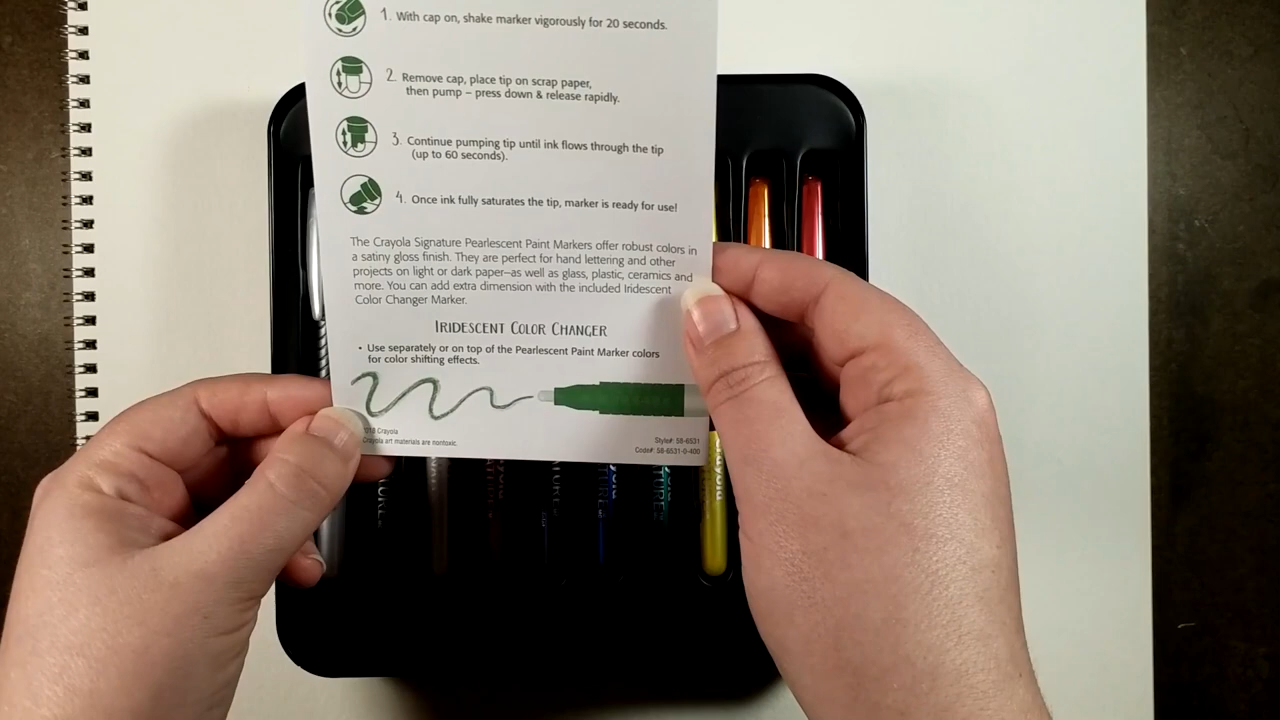 1. With cap on, shake marker vigorously for 20 seconds.
2. Remove cap, place tip on scrap paper,
then pump – press down & release rapidly.
3. Continue pumping tip until ink flows through the tip
(up to 60 seconds).
4. Once ink fully saturates the tip, marker is ready for use!
The Crayola Signature Pearlescent Paint Markers offer robust colors in
a satiny gloss finish. They are perfect for hand lettering and other
projects on light or dark paper–as well as glass, plastic, ceramics and
more. You can add extra dimension with the included Iridescent
Color Changer Marker.
IRIDESCENT COLOR CHANGER
• Use separately or on top of the Pearlescent Paint Marker colors
for color shifting effects.
Crayola
Crayola art materials are nontoxic.
Style#: 58-6531
Code#: 58-6531-0-400
crayola